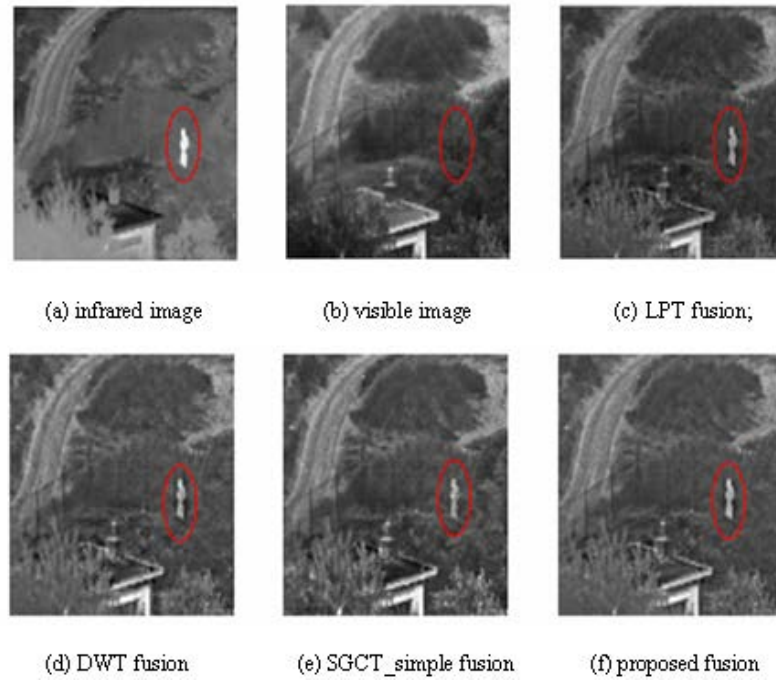 (a) infrared image
(b) visible image
(c) LPT fusion;
(d) DWT fusion
(e) SGCT_simple fusion
(f) proposed fusion